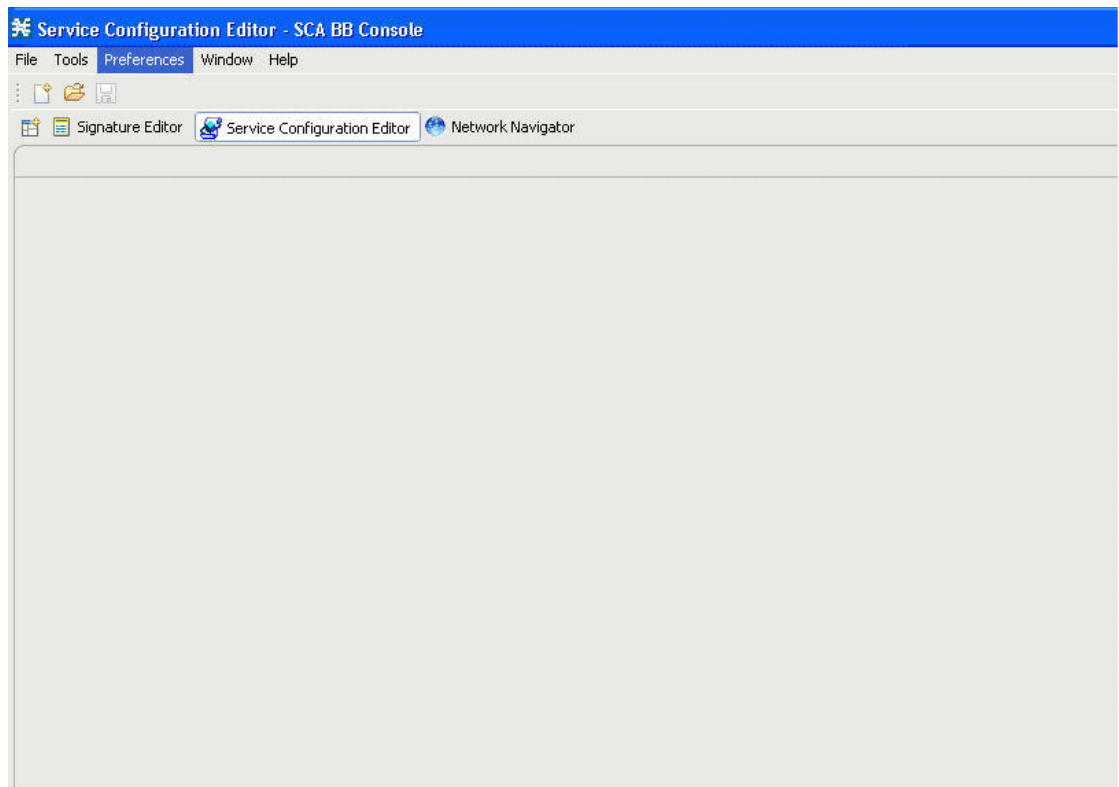 Service Configuration Editor - SCA BB Console
File Tools Preferences Window Help
Signature Editor Service Configuration Editor Network Navigator